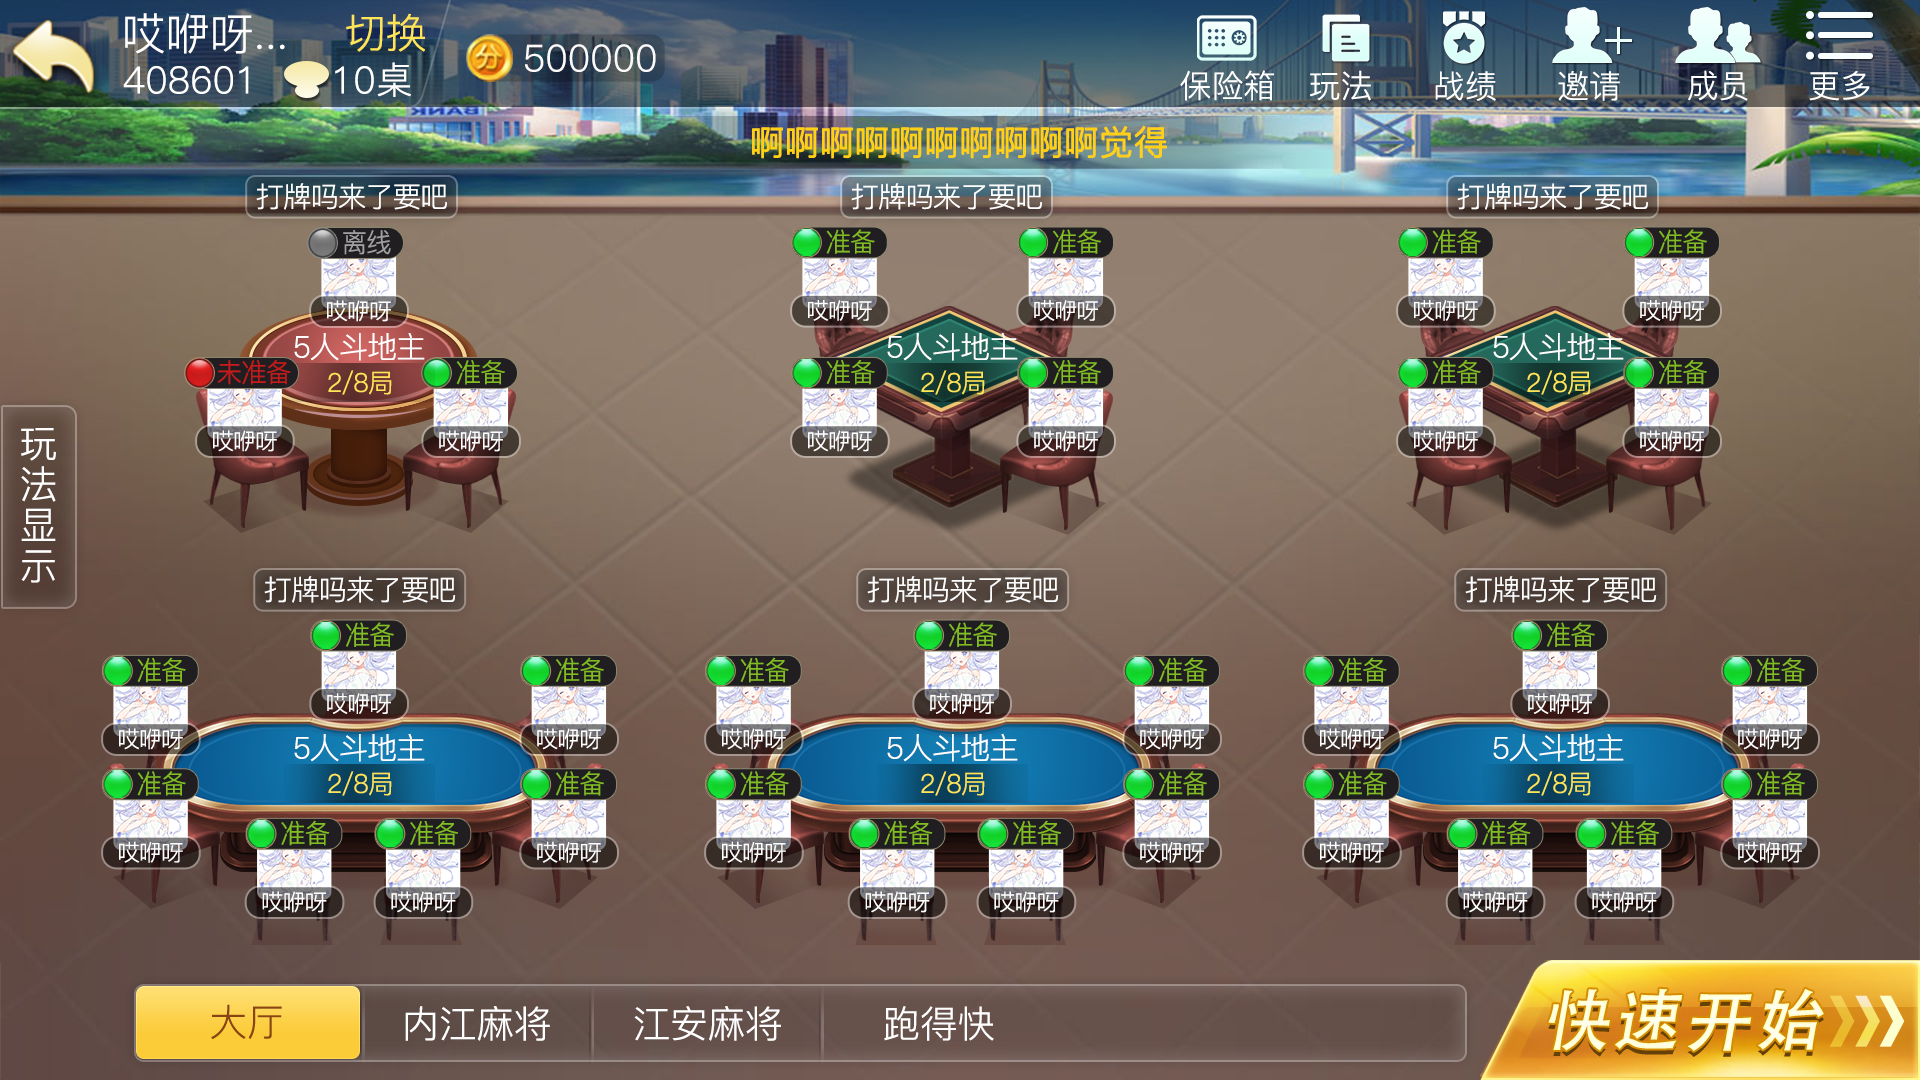 哎咿呀...
切换
408601
10桌
分
500000
保险箱
玩法
战绩
邀请
成员
更多
BANK
啊啊啊啊啊啊啊啊啊啊觉得
打牌吗来了要吧
离线
哎咿呀
5人斗地主
2/8局
未准备
哎咿呀
准备
哎咿呀
打牌吗来了要吧
准备
哎咿呀
准备
哎咿呀
5人斗地主
2/8局
准备
哎咿呀
准备
哎咿呀
打牌吗来了要吧
准备
哎咿呀
准备
哎咿呀
5人斗地主
2/8局
准备
哎咿呀
准备
哎咿呀
玩法显示
打牌吗来了要吧
准备
哎咿呀
准备
哎咿呀
准备
哎咿呀
5人斗地主
2/8局
准备
哎咿呀
准备
哎咿呀
准备
哎咿呀
准备
哎咿呀
打牌吗来了要吧
准备
哎咿呀
准备
哎咿呀
准备
哎咿呀
5人斗地主
2/8局
准备
哎咿呀
准备
哎咿呀
准备
哎咿呀
准备
哎咿呀
打牌吗来了要吧
准备
哎咿呀
准备
哎咿呀
准备
哎咿呀
5人斗地主
2/8局
准备
哎咿呀
准备
哎咿呀
准备
哎咿呀
准备
哎咿呀
大厅
内江麻将
江安麻将
跑得快
快速开始